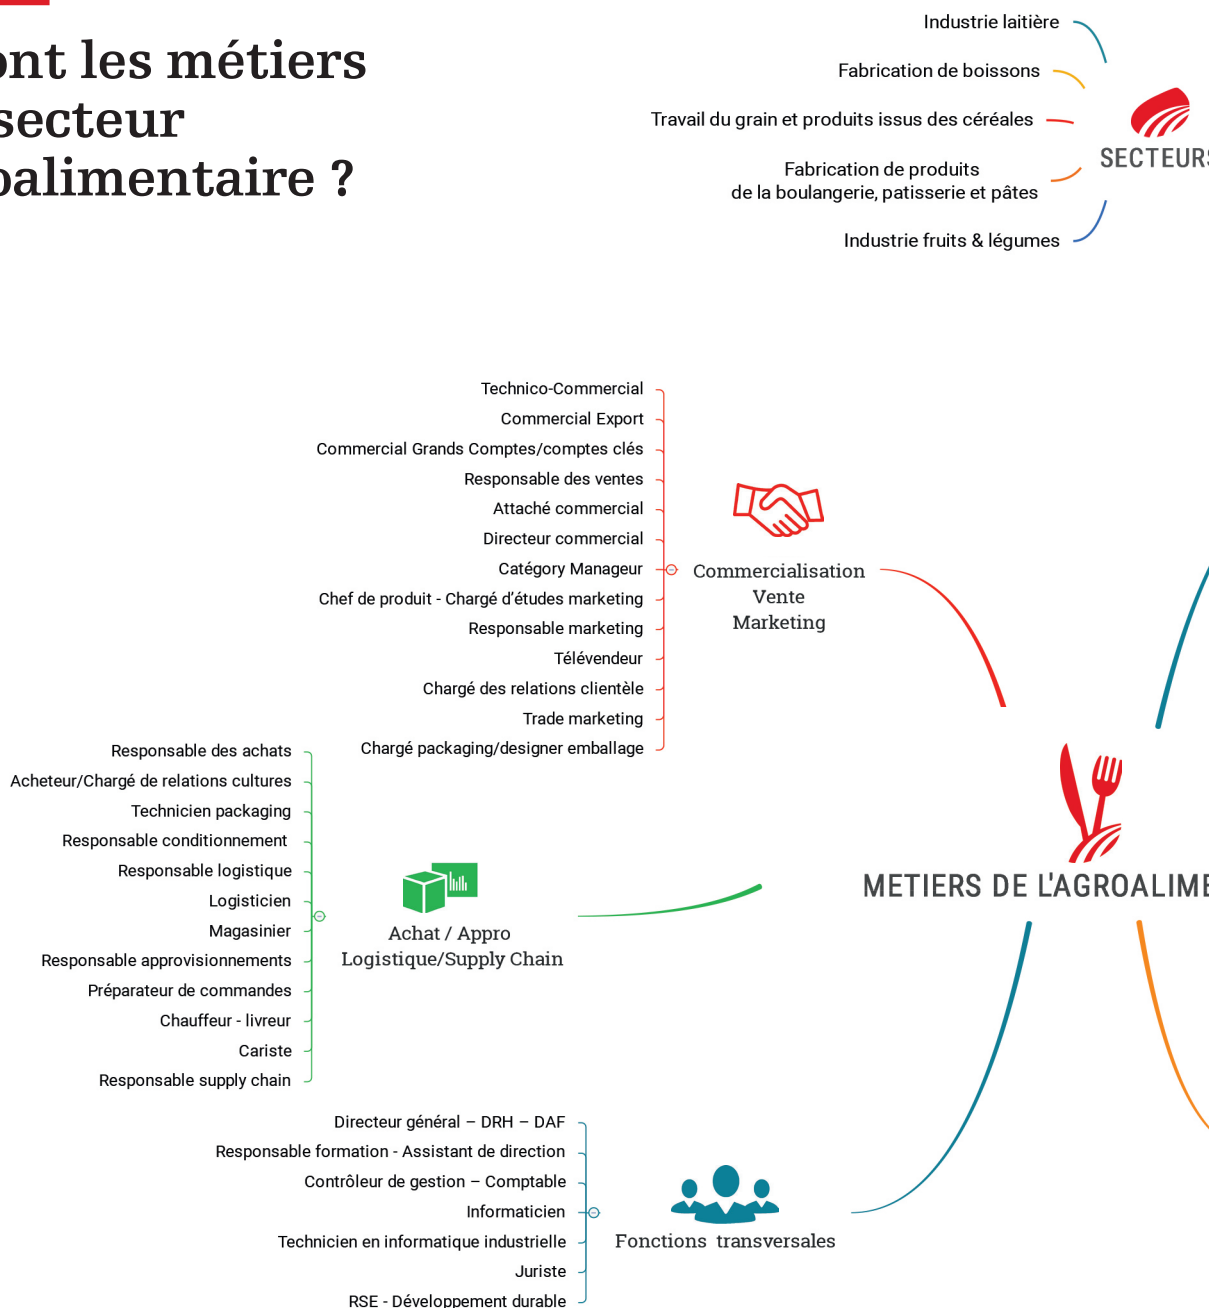 ont les métiers
secteur
oalimentaire ?
Industrie laitière
Fabrication de boissons
Travail du grain et produits issus des céréales
Fabrication de produits
de la boulangerie, patisserie et pâtes
Industrie fruits & légumes
SECTEURS
Technico-Commercial
Commercial Export
Commercial Grands Comptes/comptes clés
Responsable des ventes
Attaché commercial
Directeur commercial
Catégory Manageur
Chef de produit - Chargé d’études marketing
Responsable marketing
Télévendeur
Chargé des relations clientèle
Trade marketing
Chargé packaging/designer emballage
Commercialisation
Vente
Marketing
Responsable des achats
Acheteur/Chargé de relations cultures
Technicien packaging
Responsable conditionnement
Responsable logistique
Logisticien
Magasinier
Responsable approvisionnements
Préparateur de commandes
Chauffeur - livreur
Cariste
Responsable supply chain
Achat / Appro
Logistique/Supply Chain
METIERS DE L'AGROALIME
Directeur général – DRH – DAF
Responsable formation - Assistant de direction
Contrôleur de gestion – Comptable
Informaticien
Technicien en informatique industrielle
Juriste
RSE - Développement durable
Fonctions transversales